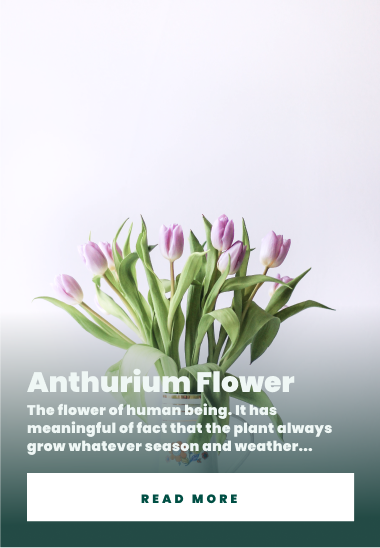 Anthurium Flower
The flower of human being. It has
meaningful of fact that the plant always
grow whatever season and weather...
READ MORE